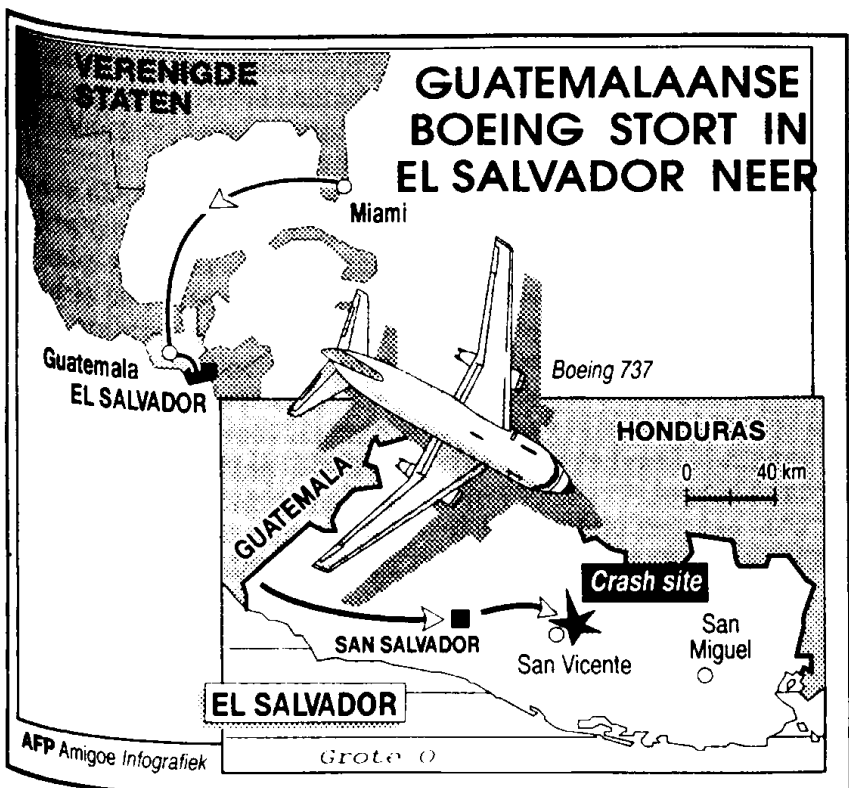 VERENIGDE
STATEN
GUATEMALAANSE
BOEING STORT IN
EL SALVADOR NEER
Miami
Guatemala
EL SALVADOR
Boeing 737
HONDURAS
0 40 km
GUATEMALA
Crash site
SAN SALVADOR
San Vicente
San
Miguel
EL SALVADOR
AFP Amigoe Infografiek
Grote O